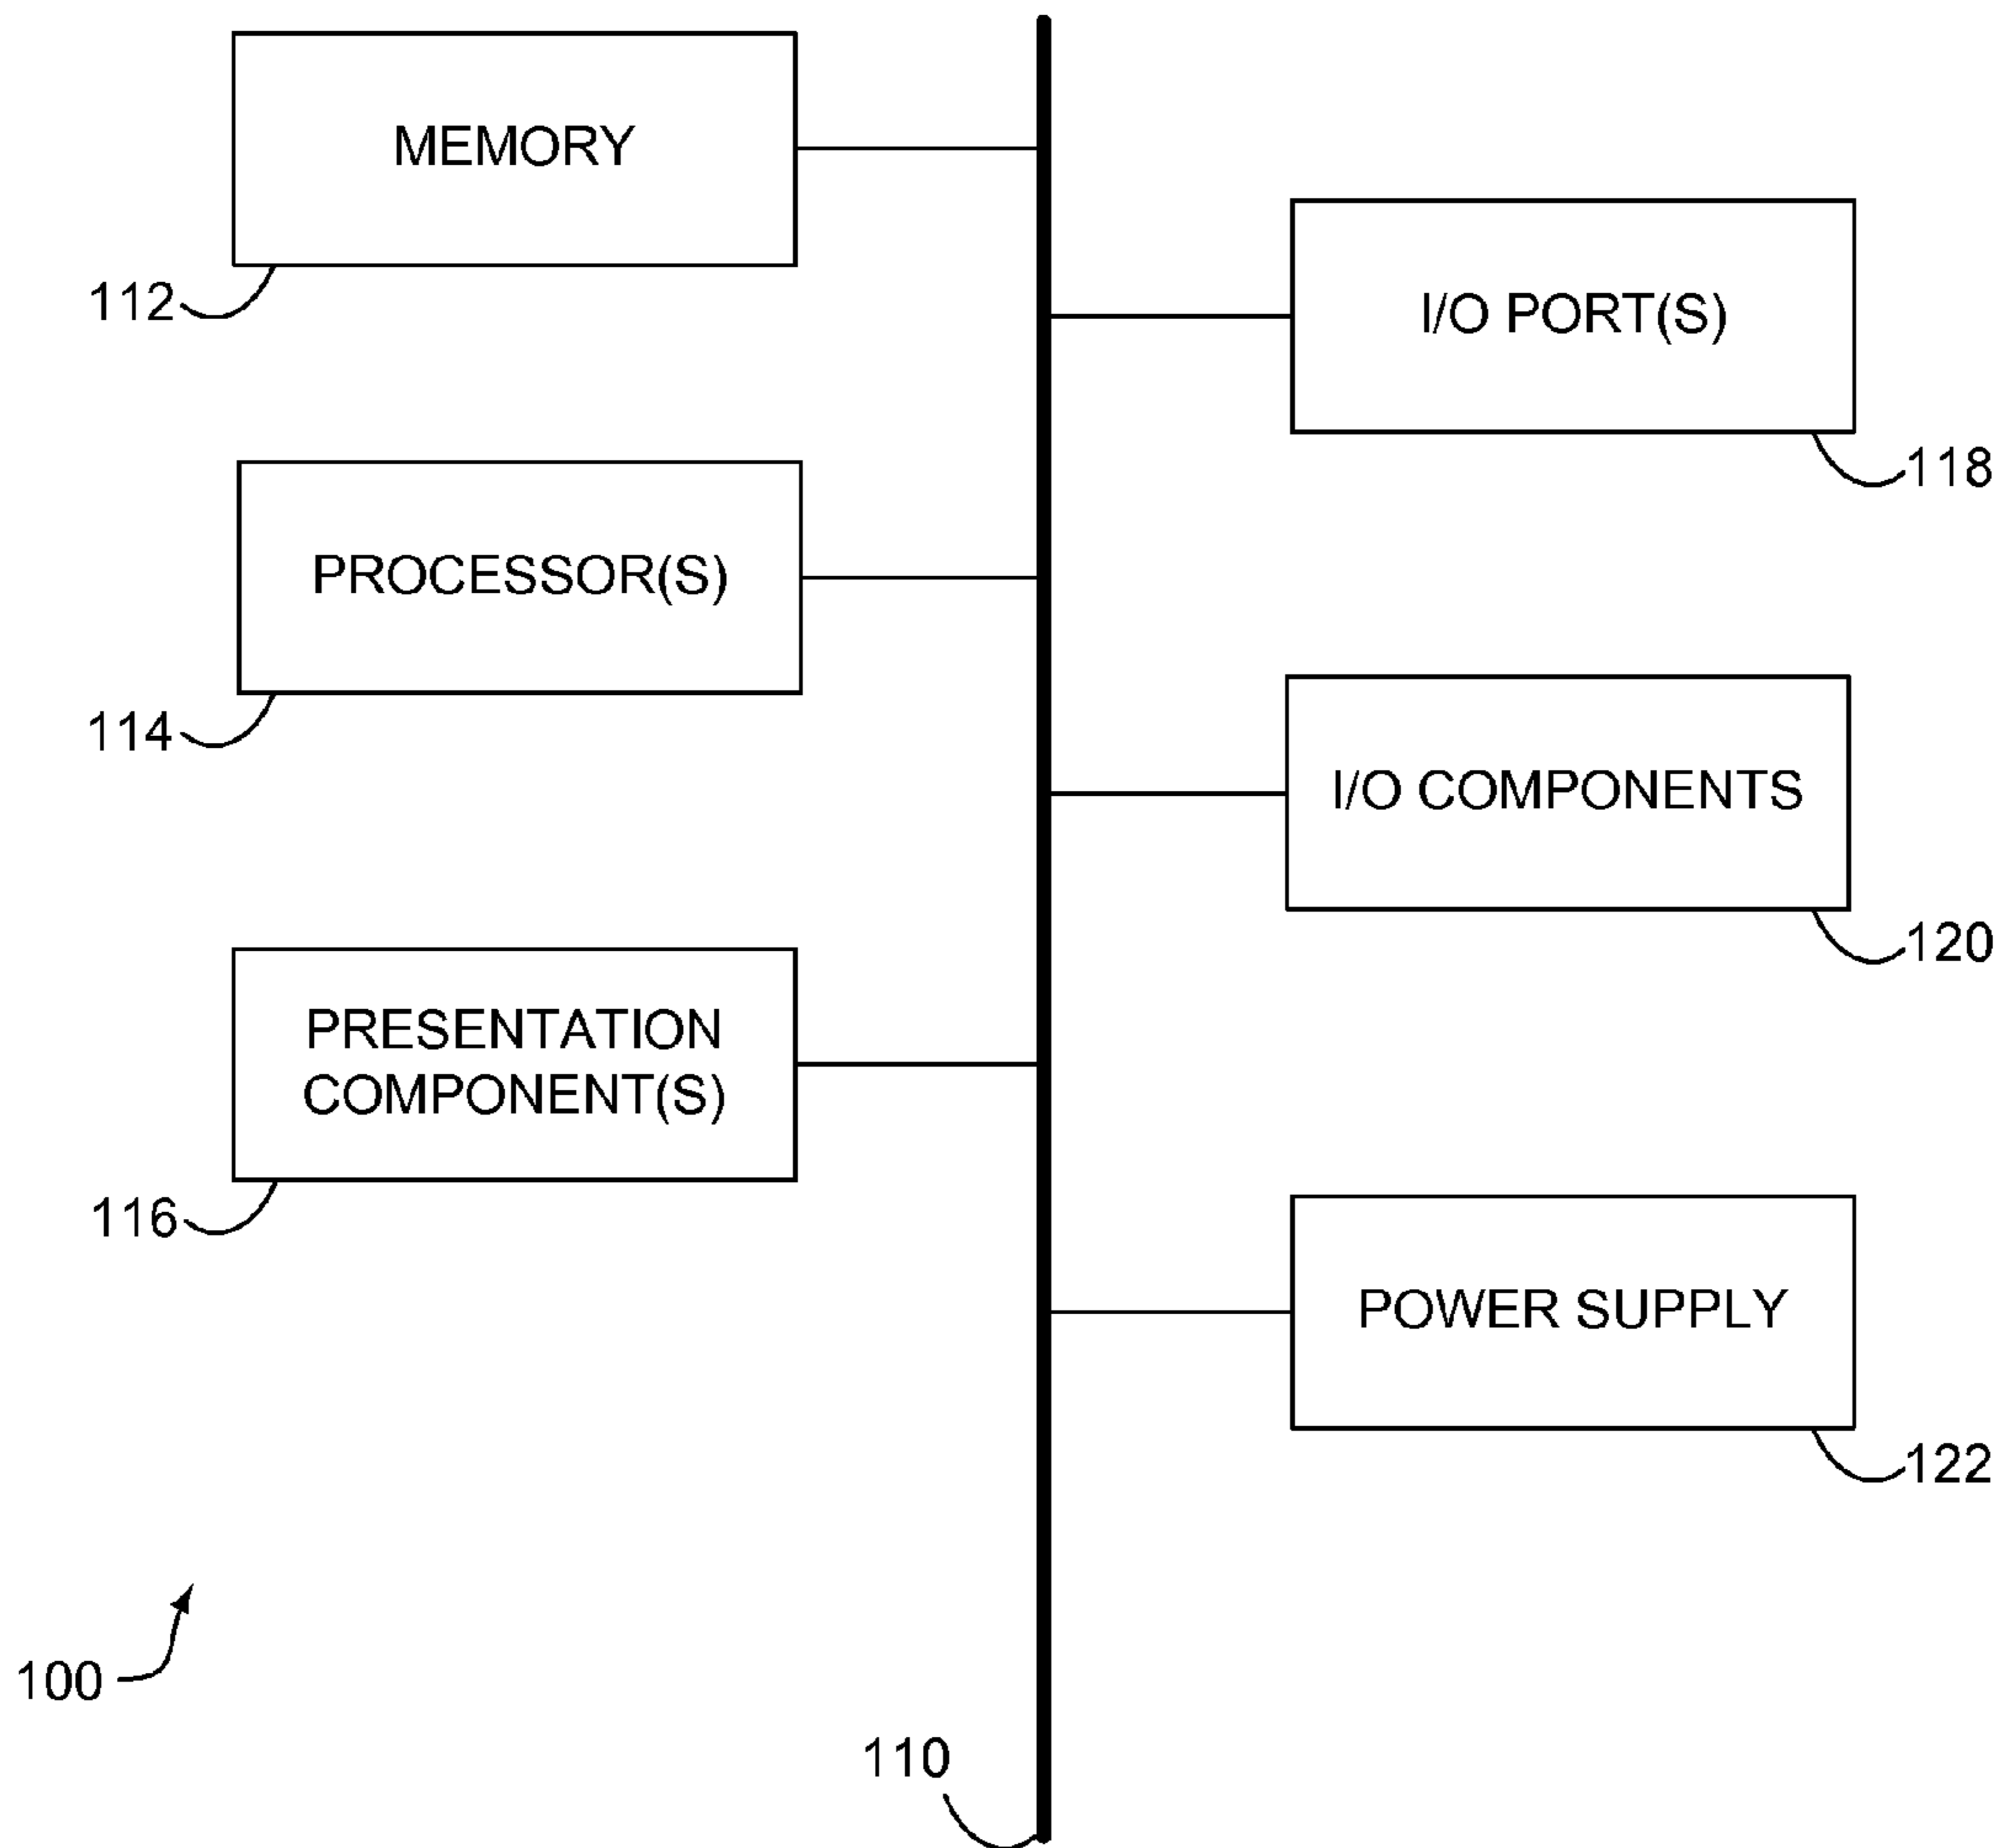 MEMORY
112
I/O PORT(S)
118
PROCESSOR(S)
114
I/O COMPONENTS
120
PRESENTATION
COMPONENT(S)
116
POWER SUPPLY
122
100
110